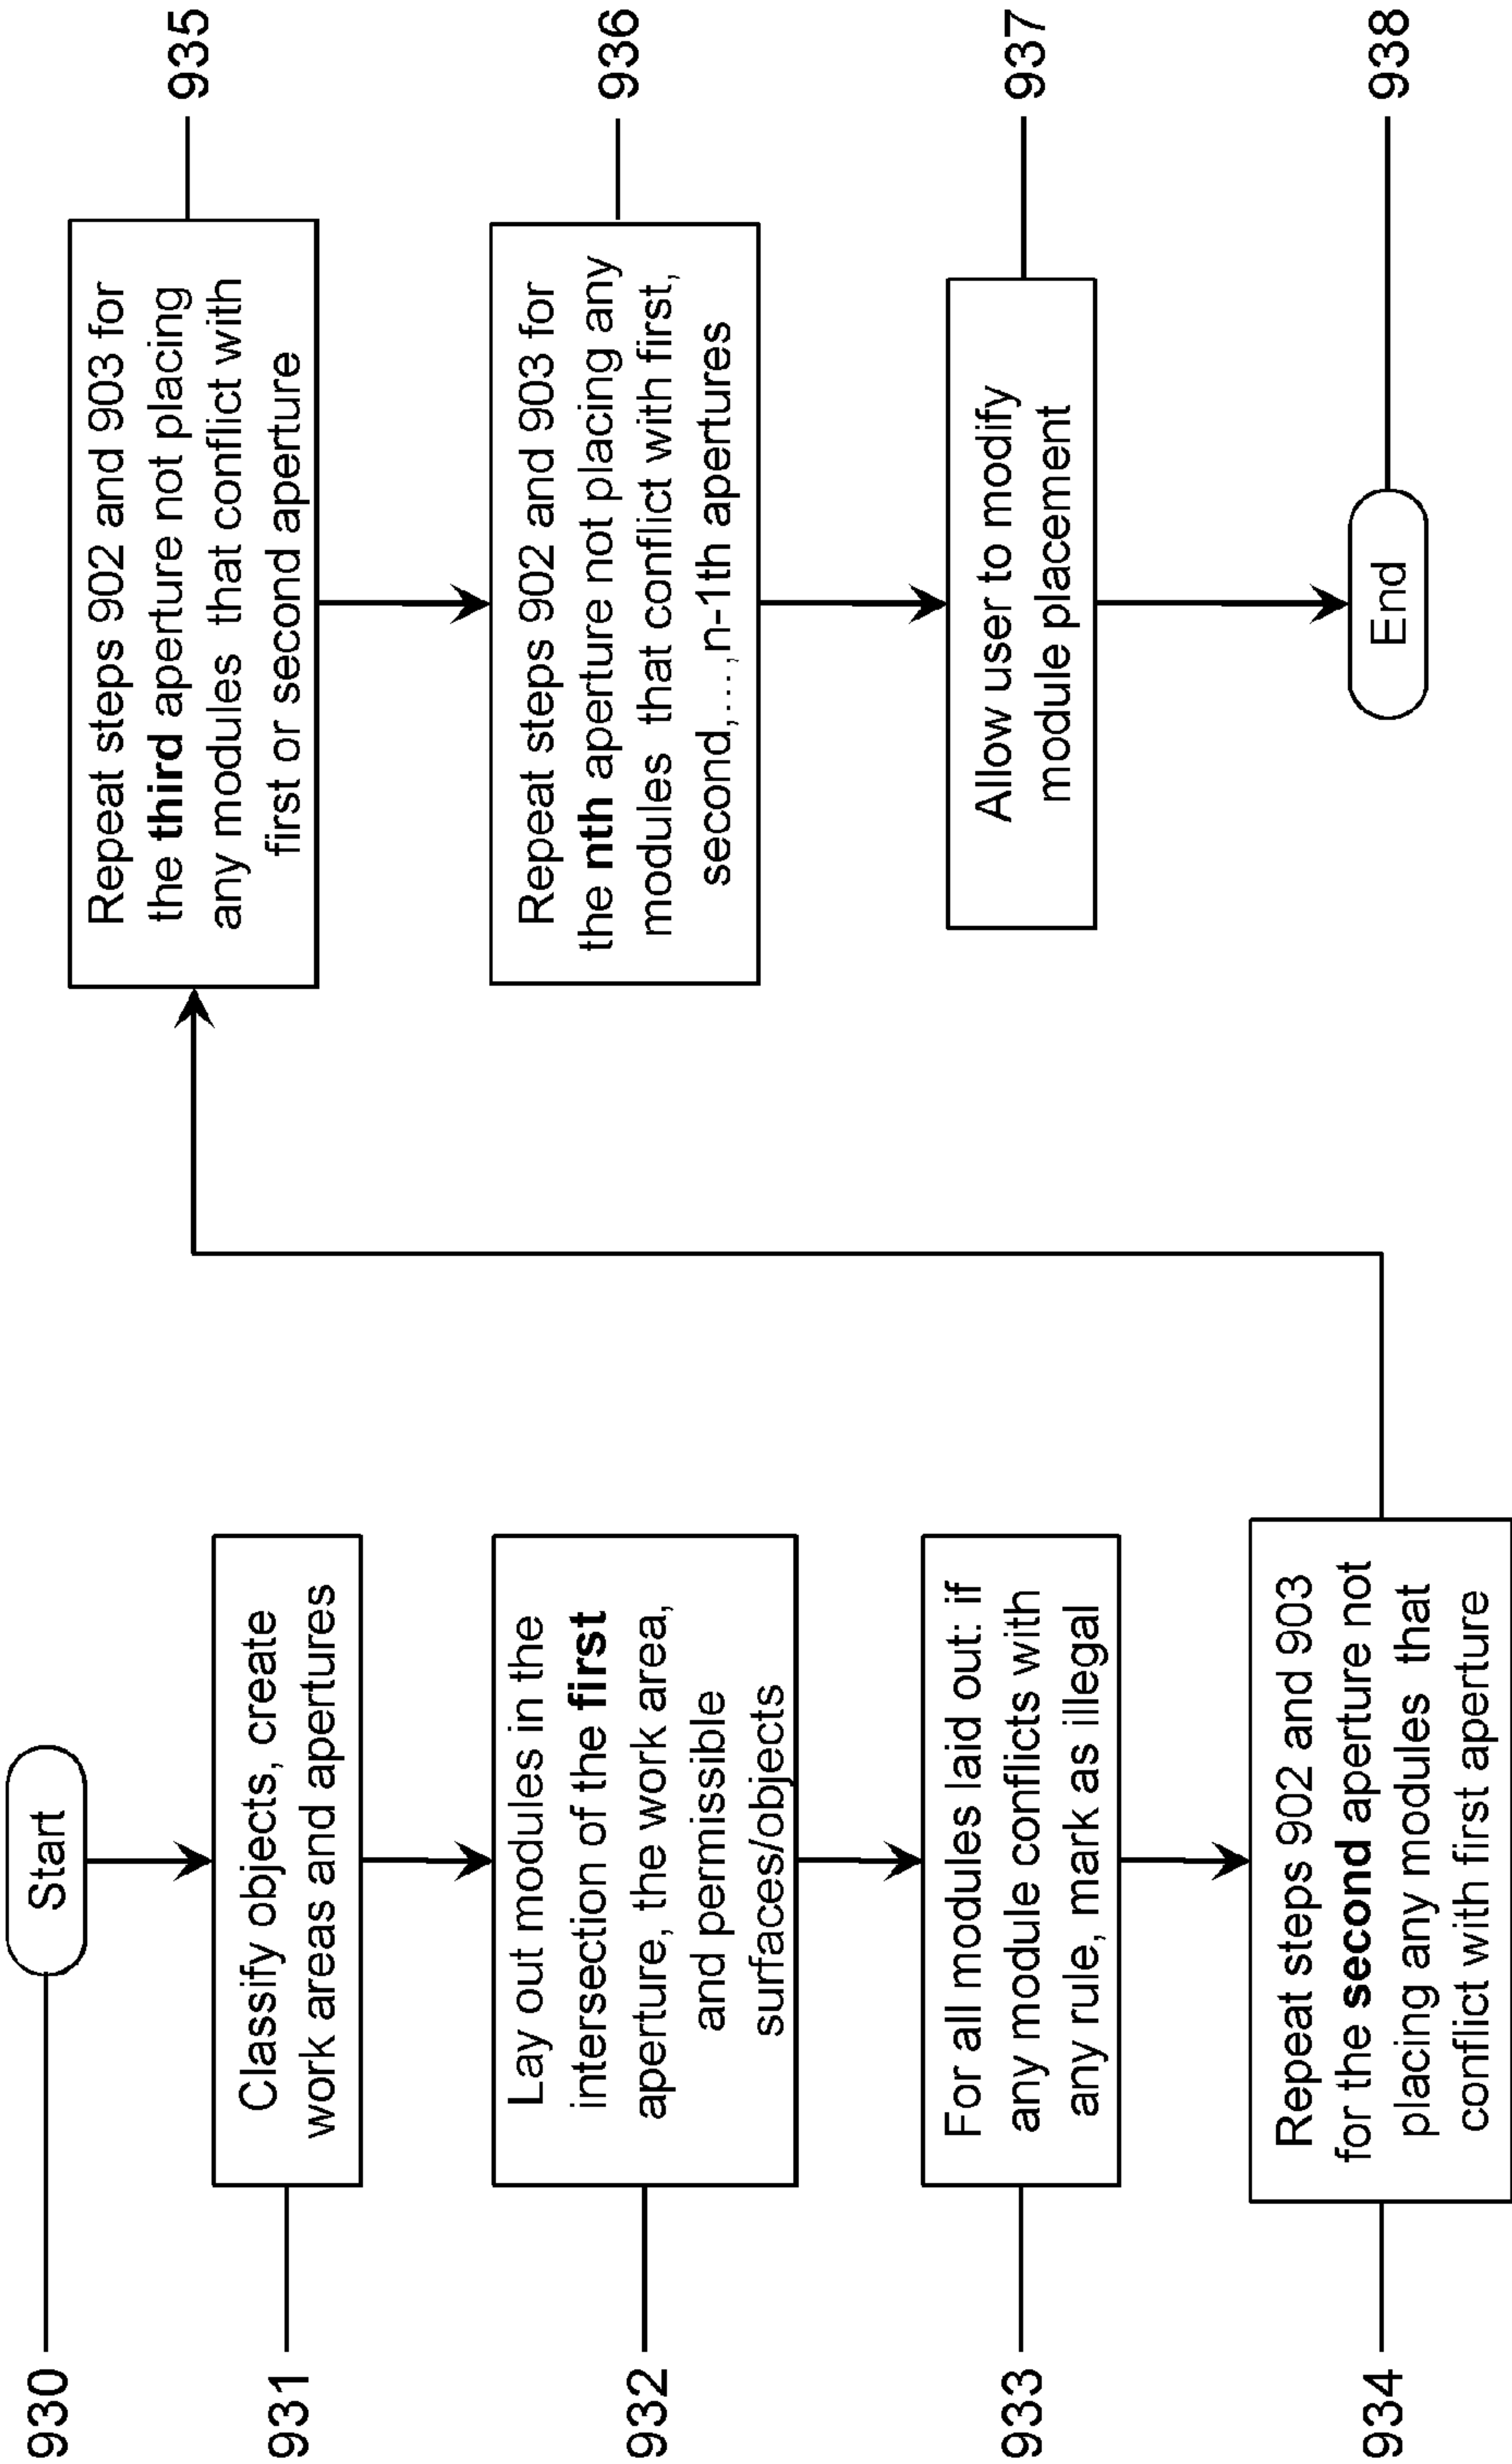 930
Start
931
Classify objects, create
work areas and apertures
932
Lay out modules in the
intersection of the first
aperture, the work area,
and permissible
surfaces/objects
933
For all modules laid out: if
any module conflicts with
any rule, mark as illegal
934
Repeat steps 902 and 903
for the second aperture not
placing any modules that
conflict with first aperture
935
Repeat steps 902 and 903 for
the third aperture not placing
any modules that conflict with
first or second aperture
936
Repeat steps 902 and 903 for
the nth aperture not placing any
modules that conflict with first,
second,...,n-1th apertures
937
Allow user to modify
module placement
938
End